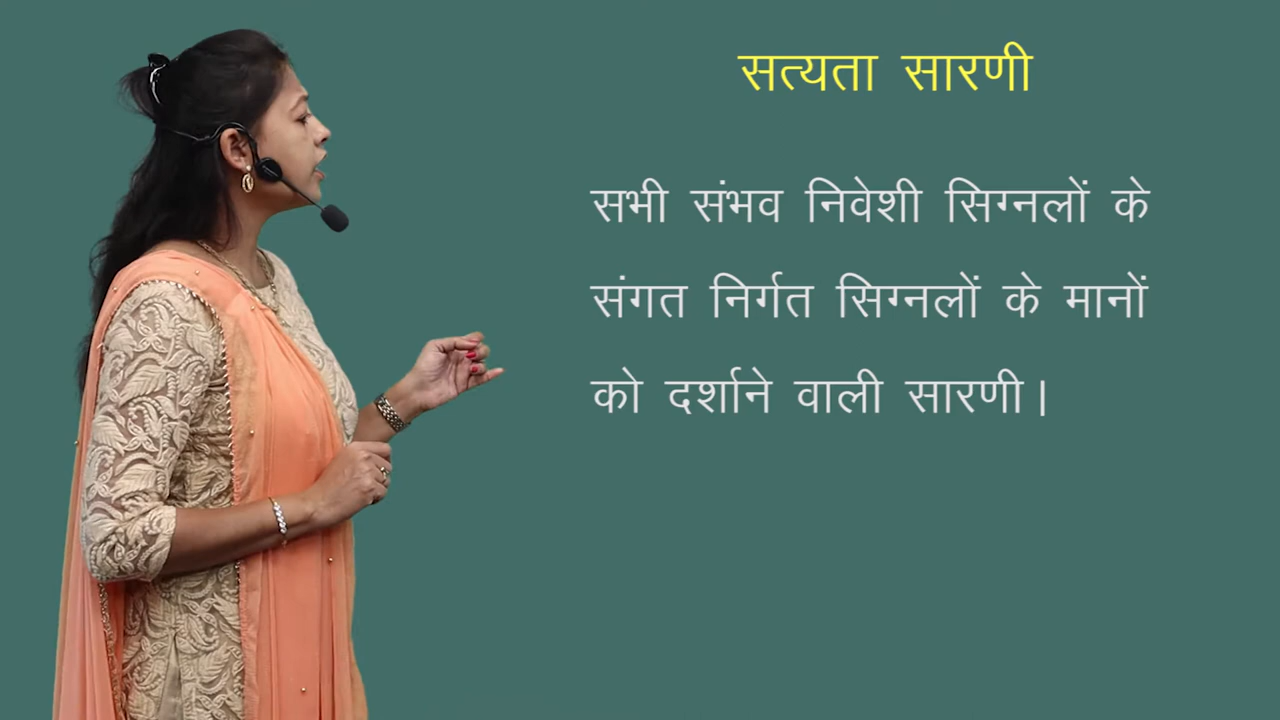 सत्यता सारणी
सभी संभव निवेशी सिग्नलों के
संगत निर्गत सिग्नलों के मानों
को दर्शाने वाली सारणी।